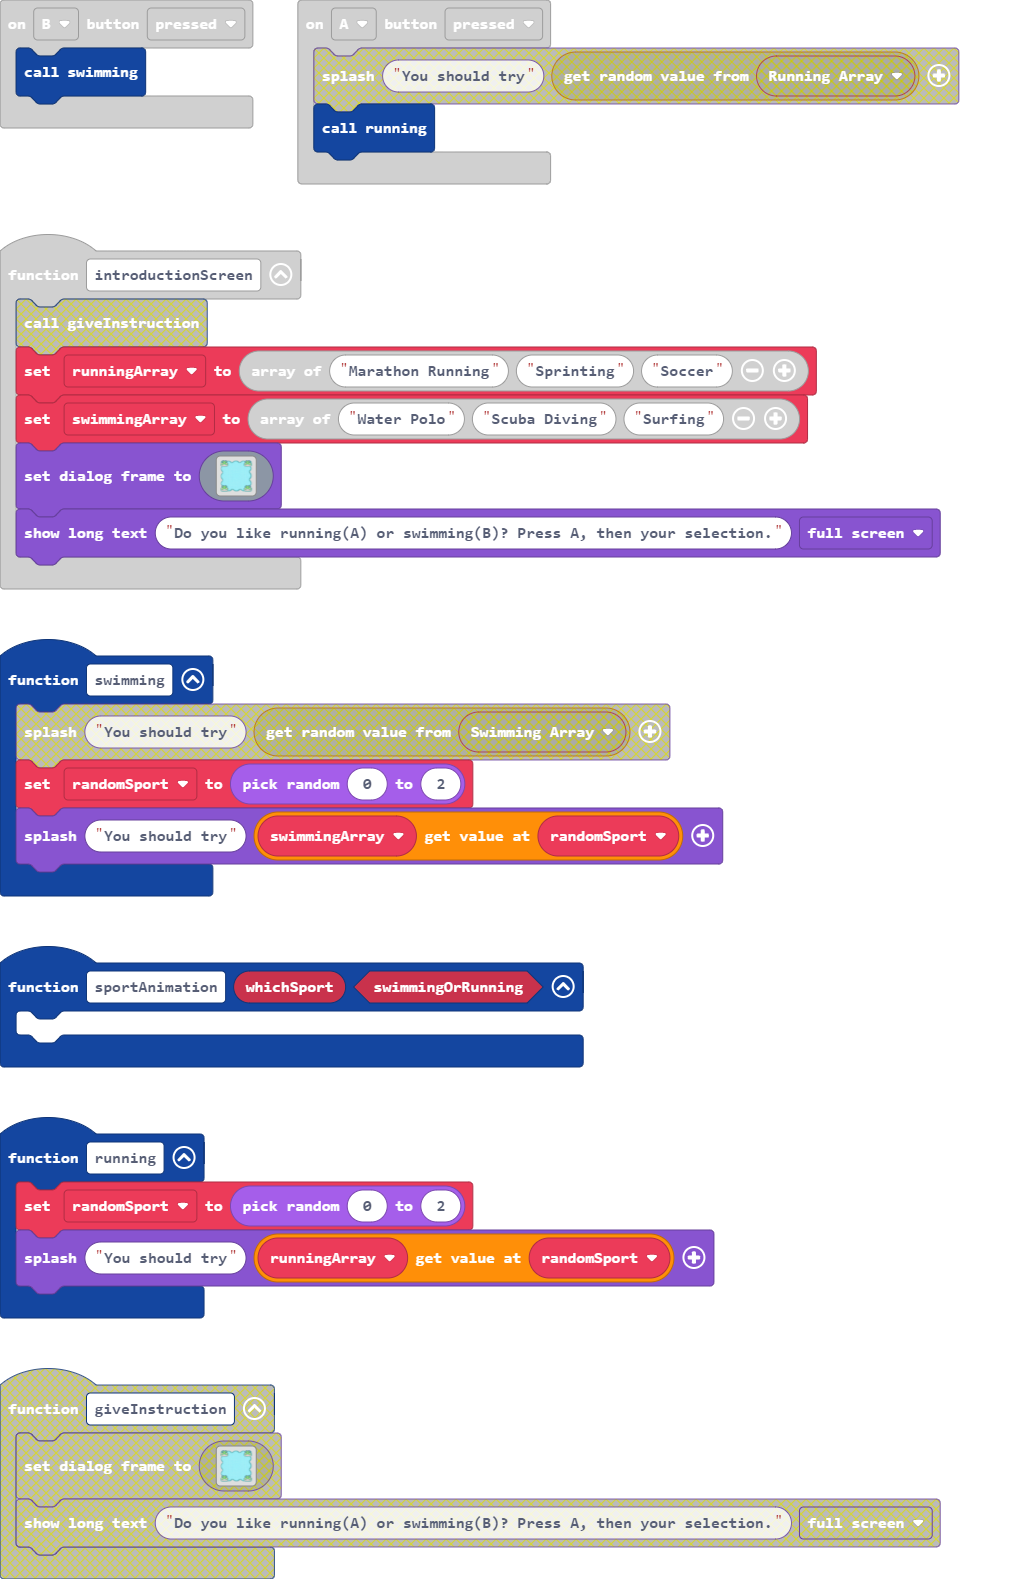 on B button pressed
call swimming
on A button pressed
splash "You should try" get random value from Running Array
call running
function introductionScreen
call giveInstruction
set runningArray to array of "Marathon Running" "Sprinting" "Soccer"
set swimmingArray to array of "Water Polo" "Scuba Diving" "Surfing"
set dialog frame to
show long text "Do you like running(A) or swimming(B)? Press A, then your selection." full screen
function swimming
splash "You should try" get random value from Swimming Array
set randomSport to pick random 0 to 2
splash "You should try" swimmingArray get value at randomSport
function sportAnimation whichSport swimmingOrRunning
function running
set randomSport to pick random 0 to 2
splash "You should try" runningArray get value at randomSport
function giveInstruction
set dialog frame to
show long text "Do you like running(A) or swimming(B)? Press A, then your selection." full screen